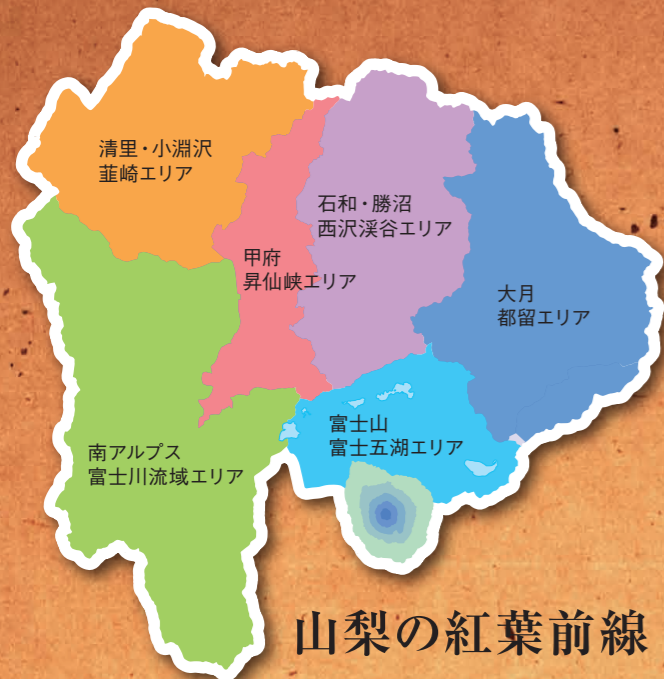 清里・小淵沢
韮崎エリア
石和・勝沼
西沢渓谷エリア
甲府
昇仙峡エリア
大月
都留エリア
富士山
富士五湖エリア
南アルプス
富士川流域エリア
山梨の紅葉前線